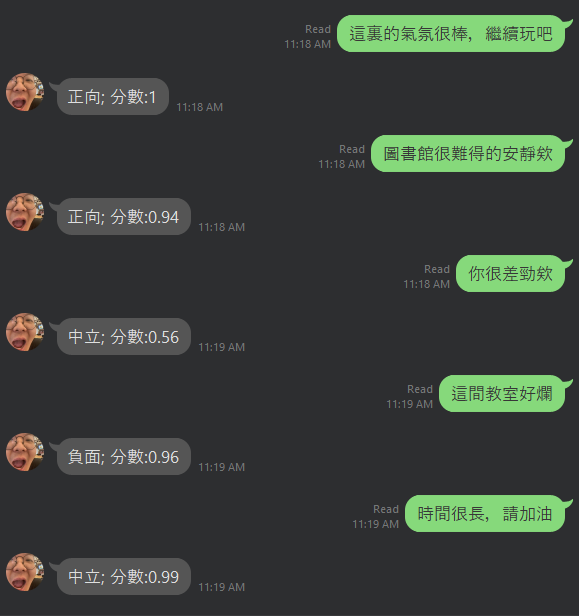 這裏的氣氛很棒，繼續玩吧
Read
11:18 AM
正向; 分數:1
11:18 AM
圖書館很難得的安靜欸
Read
11:18 AM
正向; 分數:0.94
11:18 AM
你很差勁欸
Read
11:18 AM
中立; 分數:0.56
11:19 AM
這間教室好爛
Read
11:19 AM
負面; 分數:0.96
11:19 AM
時間很長，請加油
Read
11:19 AM
中立; 分數:0.99
11:19 AM